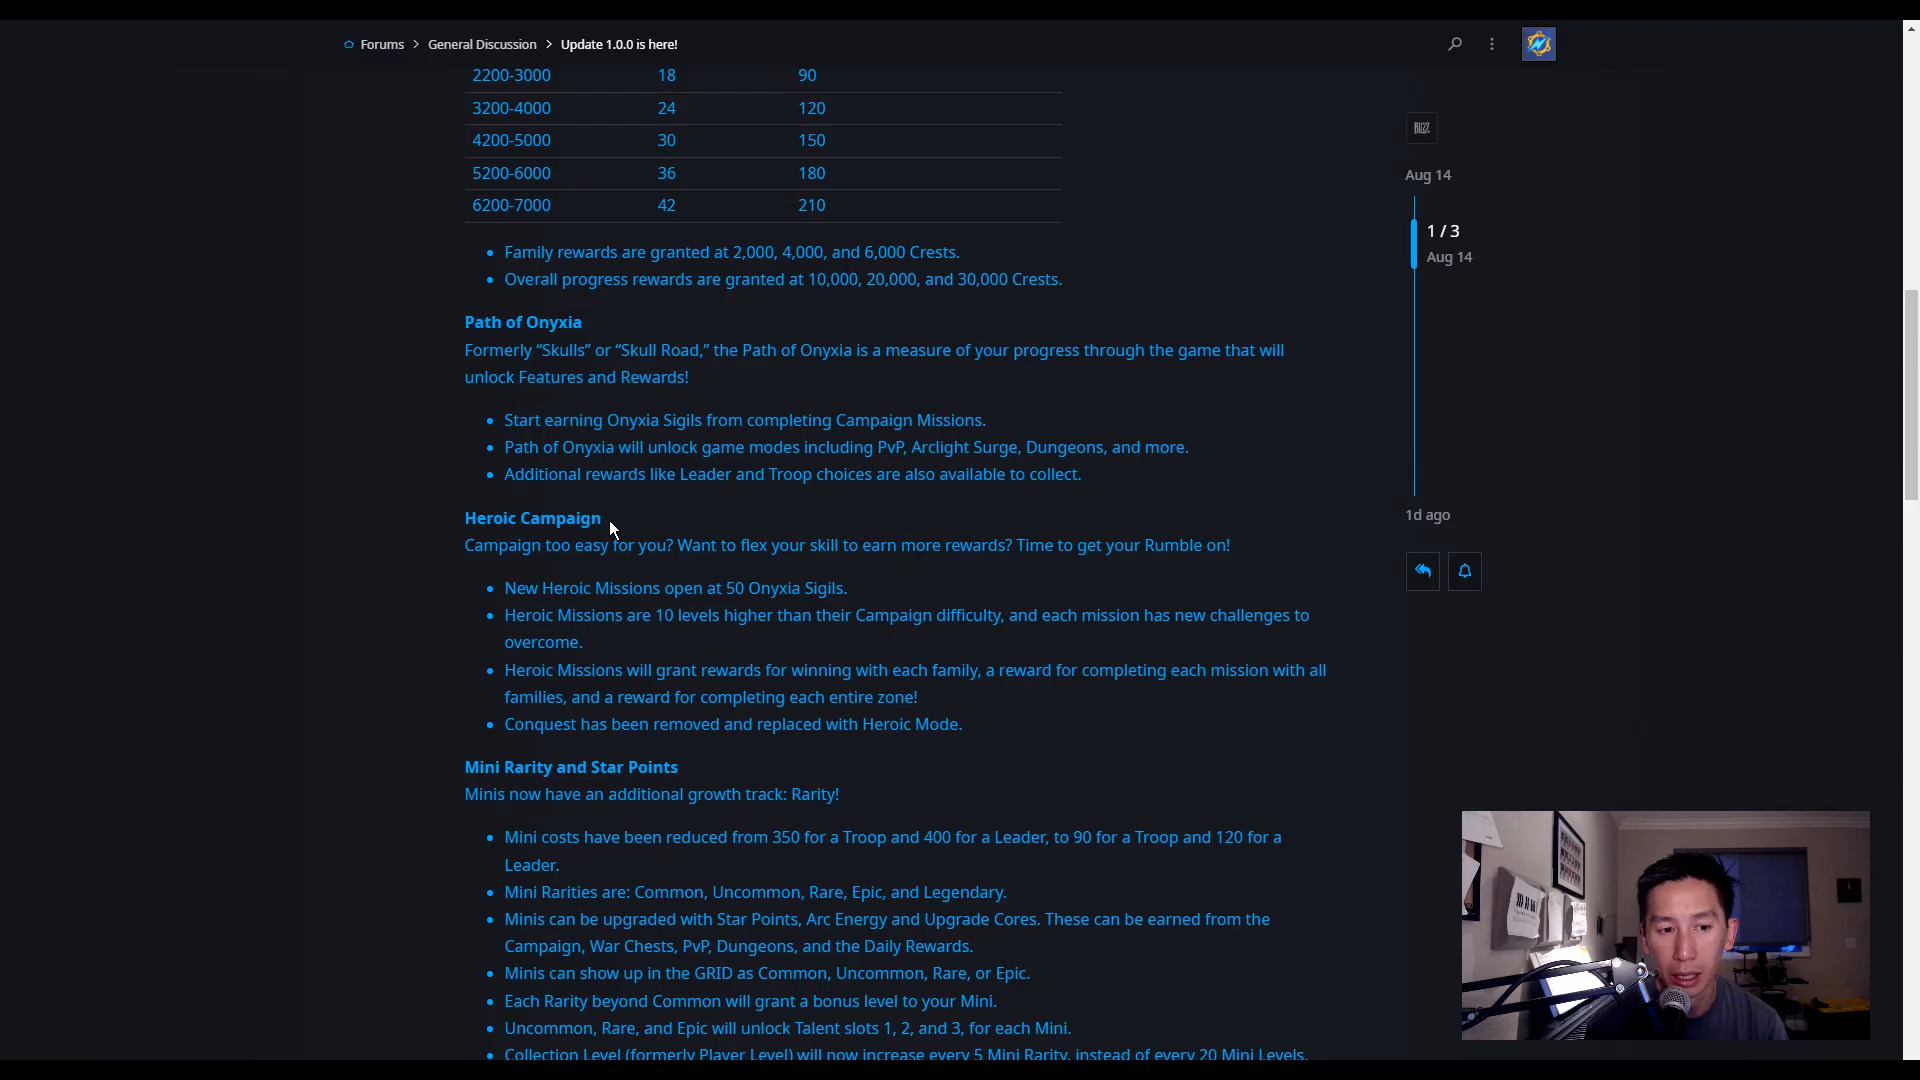 Forums > General Discussion > Update 1.0.0 is here!
2200-3000 18 90
3200-4000 24 120
4200-5000 30 150
5200-6000 36 180
6200-7000 42 210
BLIZZ
Aug 14
1 / 3
Aug 14
1d ago
• Family rewards are granted at 2,000, 4,000, and 6,000 Crests.
• Overall progress rewards are granted at 10,000, 20,000, and 30,000 Crests.
Path of Onyxia
Formerly “Skulls” or “Skull Road,” the Path of Onyxia is a measure of your progress through the game that will
unlock Features and Rewards!
• Start earning Onyxia Sigils from completing Campaign Missions.
• Path of Onyxia will unlock game modes including PvP, Arclight Surge, Dungeons, and more.
• Additional rewards like Leader and Troop choices are also available to collect.
Heroic Campaign
Campaign too easy for you? Want to flex your skill to earn more rewards? Time to get your Rumble on!
• New Heroic Missions open at 50 Onyxia Sigils.
• Heroic Missions are 10 levels higher than their Campaign difficulty, and each mission has new challenges to
overcome.
• Heroic Missions will grant rewards for winning with each family, a reward for completing each mission with all
families, and a reward for completing each entire zone!
• Conquest has been removed and replaced with Heroic Mode.
Mini Rarity and Star Points
Minis now have an additional growth track: Rarity!
• Mini costs have been reduced from 350 for a Troop and 400 for a Leader, to 90 for a Troop and 120 for a
Leader.
• Mini Rarities are: Common, Uncommon, Rare, Epic, and Legendary.
• Minis can be upgraded with Star Points, Arc Energy and Upgrade Cores. These can be earned from the
Campaign, War Chests, PvP, Dungeons, and the Daily Rewards.
• Minis can show up in the GRID as Common, Uncommon, Rare, or Epic.
• Each Rarity beyond Common will grant a bonus level to your Mini.
• Uncommon, Rare, and Epic will unlock Talent slots 1, 2, and 3, for each Mini.
• Collection Level (formerly Player Level) will now increase every 5 Mini Rarity, instead of every 20 Mini Levels.